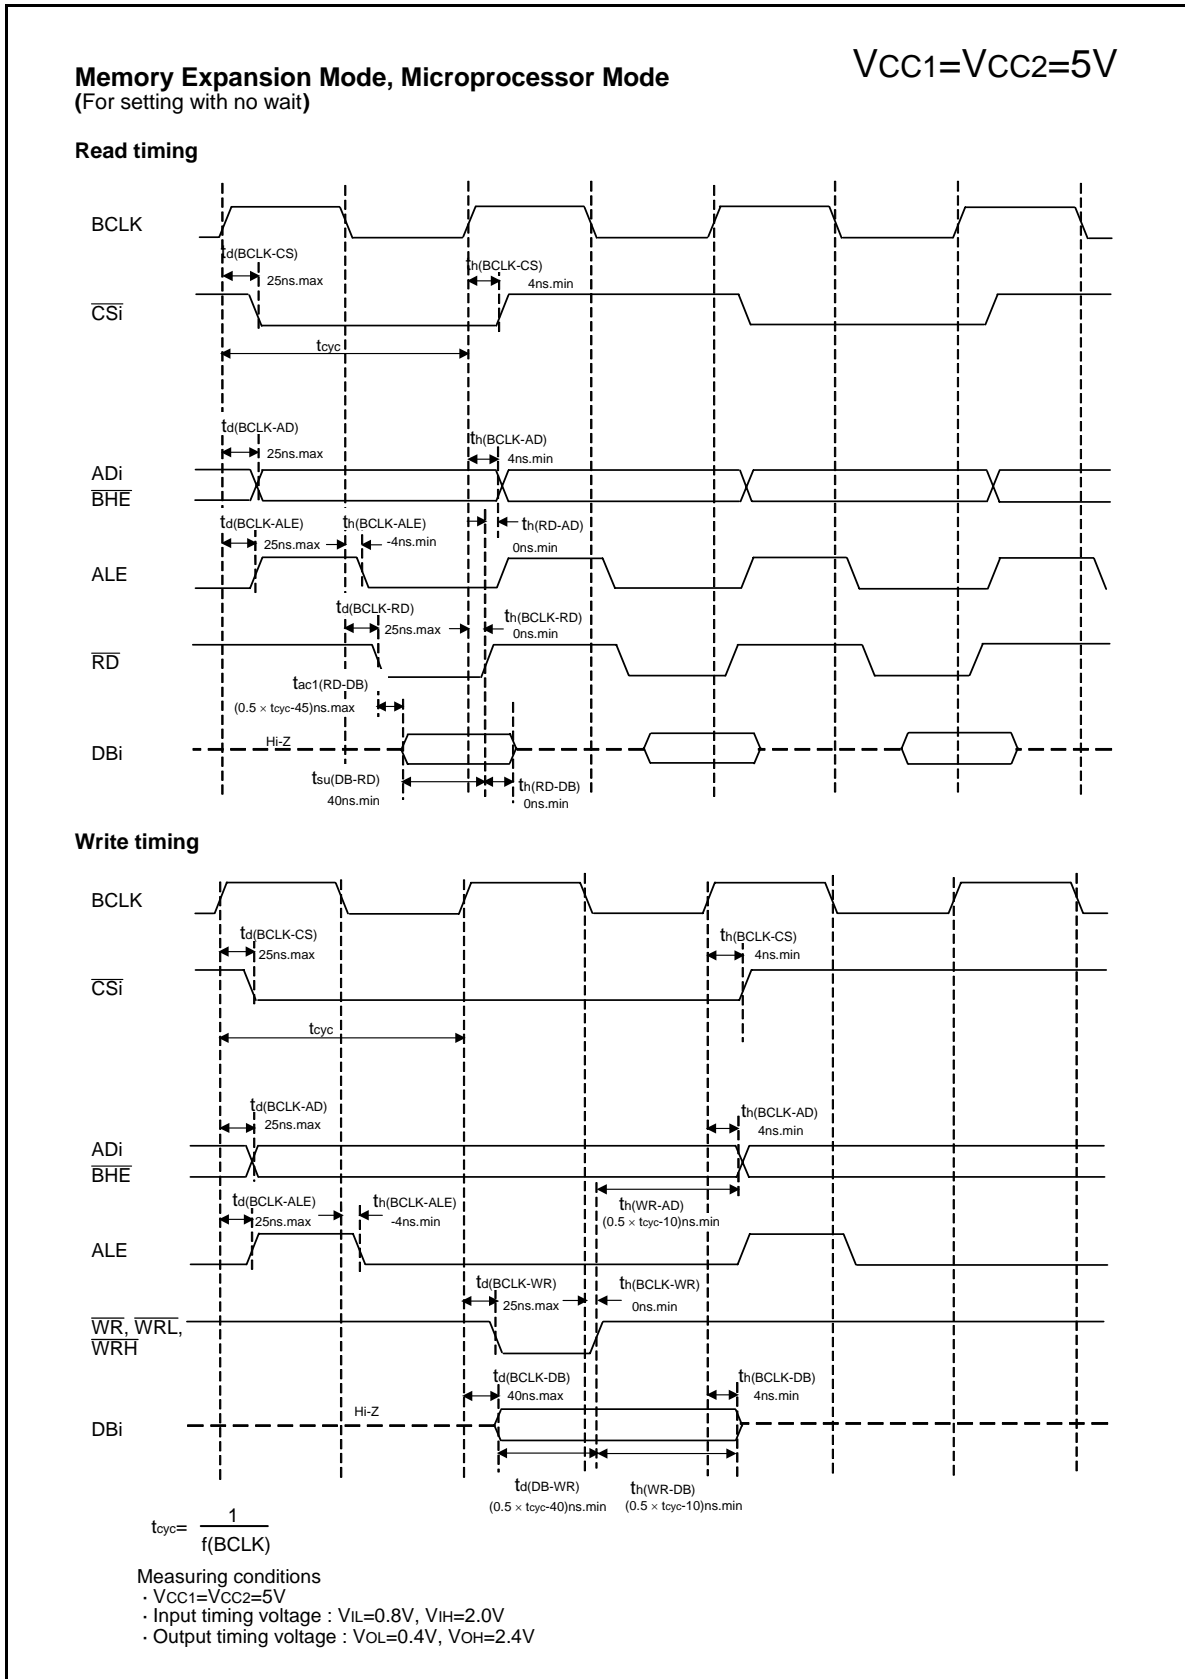 VCC1=VCC2=5V
Memory Expansion Mode, Microprocessor Mode
(For setting with no wait)
Read timing
BCLK
td(BCLK-CS)
25ns.max
th(BCLK-CS)
4ns.min
CSi
tcyc
td(BCLK-AD)
25ns.max
th(BCLK-AD)
4ns.min
ADi
BHE
td(BCLK-ALE)
25ns.max
th(BCLK-ALE)
-4ns.min
th(RD-AD)
0ns.min
ALE
td(BCLK-RD)
25ns.max
th(BCLK-RD)
0ns.min
RD
tac1(RD-DB)
(0.5 × tcyc-45)ns.max
Hi-Z
DBi
tsu(DB-RD)
40ns.min
th(RD-DB)
0ns.min
Write timing
BCLK
td(BCLK-CS)
25ns.max
th(BCLK-CS)
4ns.min
CSi
tcyc
td(BCLK-AD)
25ns.max
th(BCLK-AD)
4ns.min
ADi
BHE
td(BCLK-ALE)
25ns.max
th(BCLK-ALE)
-4ns.min
th(WR-AD)
(0.5 × tcyc-10)ns.min
ALE
td(BCLK-WR)
25ns.max
th(BCLK-WR)
0ns.min
WR, WRL,
WRH
td(BCLK-DB)
40ns.max
th(BCLK-DB)
4ns.min
Hi-Z
DBi
td(DB-WR)
(0.5 × tcyc-40)ns.min
th(WR-DB)
(0.5 × tcyc-10)ns.min
tcyc= 1
f(BCLK)
Measuring conditions
· VCC1=VCC2=5V
· Input timing voltage : VIL=0.8V, VIH=2.0V
· Output timing voltage : VOL=0.4V, VOH=2.4V